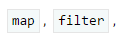 map , filter ,